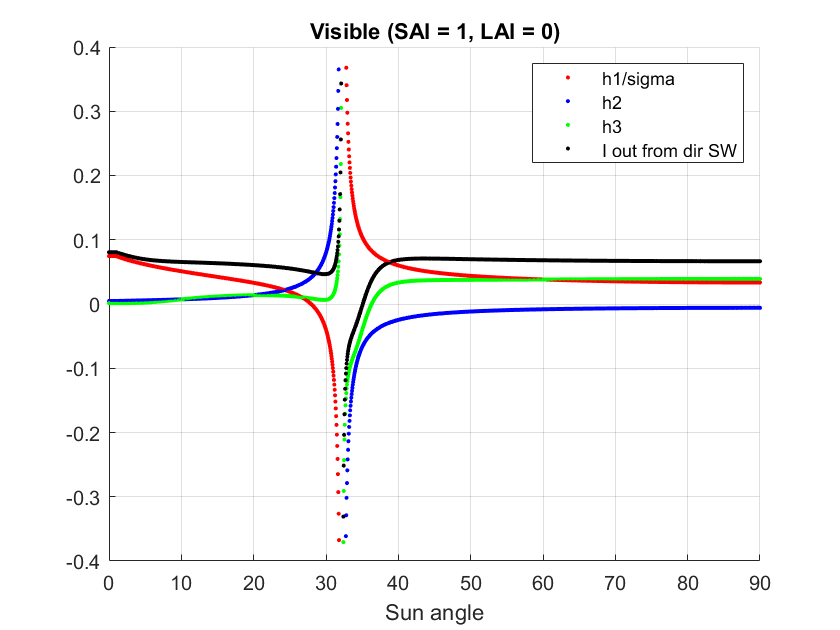 Visible (SAI = 1, LAI = 0)
h1/sigma
h2
h3
I out from dir SW
0.4
0.3
0.2
0.1
0
-0.1
-0.2
-0.3
-0.4
0 10 20 30 40 50 60 70 80 90
Sun angle